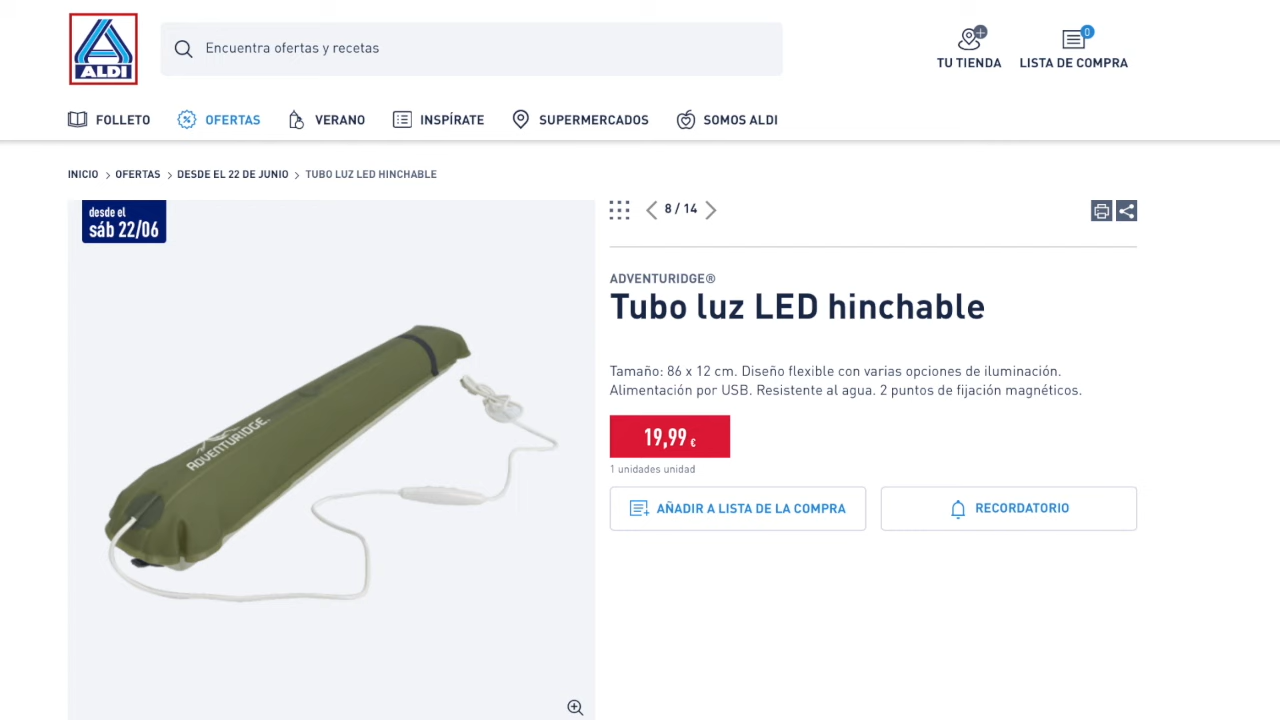 ALDI
Encuentra ofertas y recetas
TU TIENDA
0
LISTA DE COMPRA
FOLLETO
OFERTAS
VERANO
INSPÍRATE
SUPERMERCADOS
SOMOS ALDI
INICIO > OFERTAS > DESDE EL 22 DE JUNIO > TUBO LUZ LED HINCHABLE
desde el
sáb 22/06
8 / 14
ADVENTURIDGE®
Tubo luz LED hinchable
ADVENTURIDGE.
Tamaño: 86 x 12 cm. Diseño flexible con varias opciones de iluminación.
Alimentación por USB. Resistente al agua. 2 puntos de fijación magnéticos.
19,99 €
1 unidades unidad
AÑADIR A LISTA DE LA COMPRA
RECORDATORIO